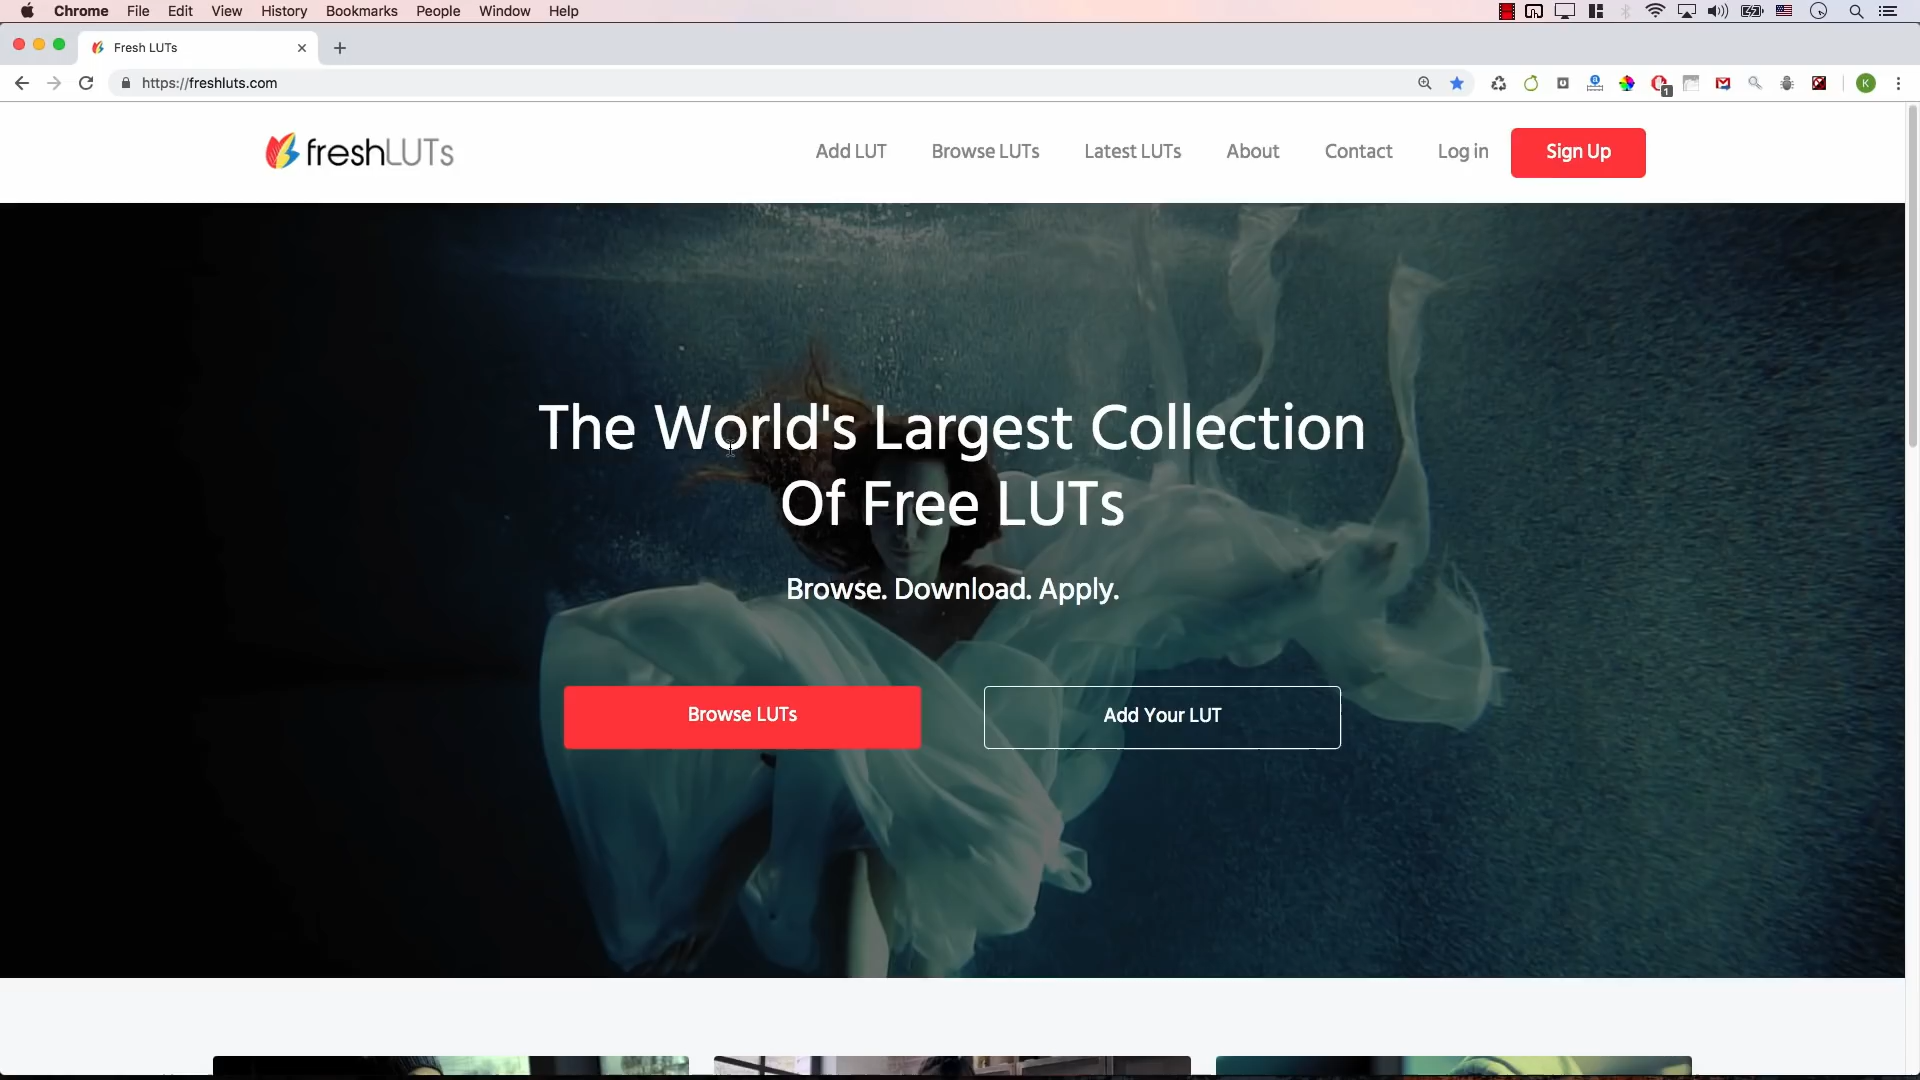 Chrome File Edit View History Bookmarks People Window Help
Fresh LUTs
https://freshluts.com
1
K
freshLUTs
Add LUT Browse LUTs Latest LUTs About Contact Log in Sign Up
The World's Largest Collection
Of Free LUTs
Browse. Download. Apply.
Browse LUTs Add Your LUT